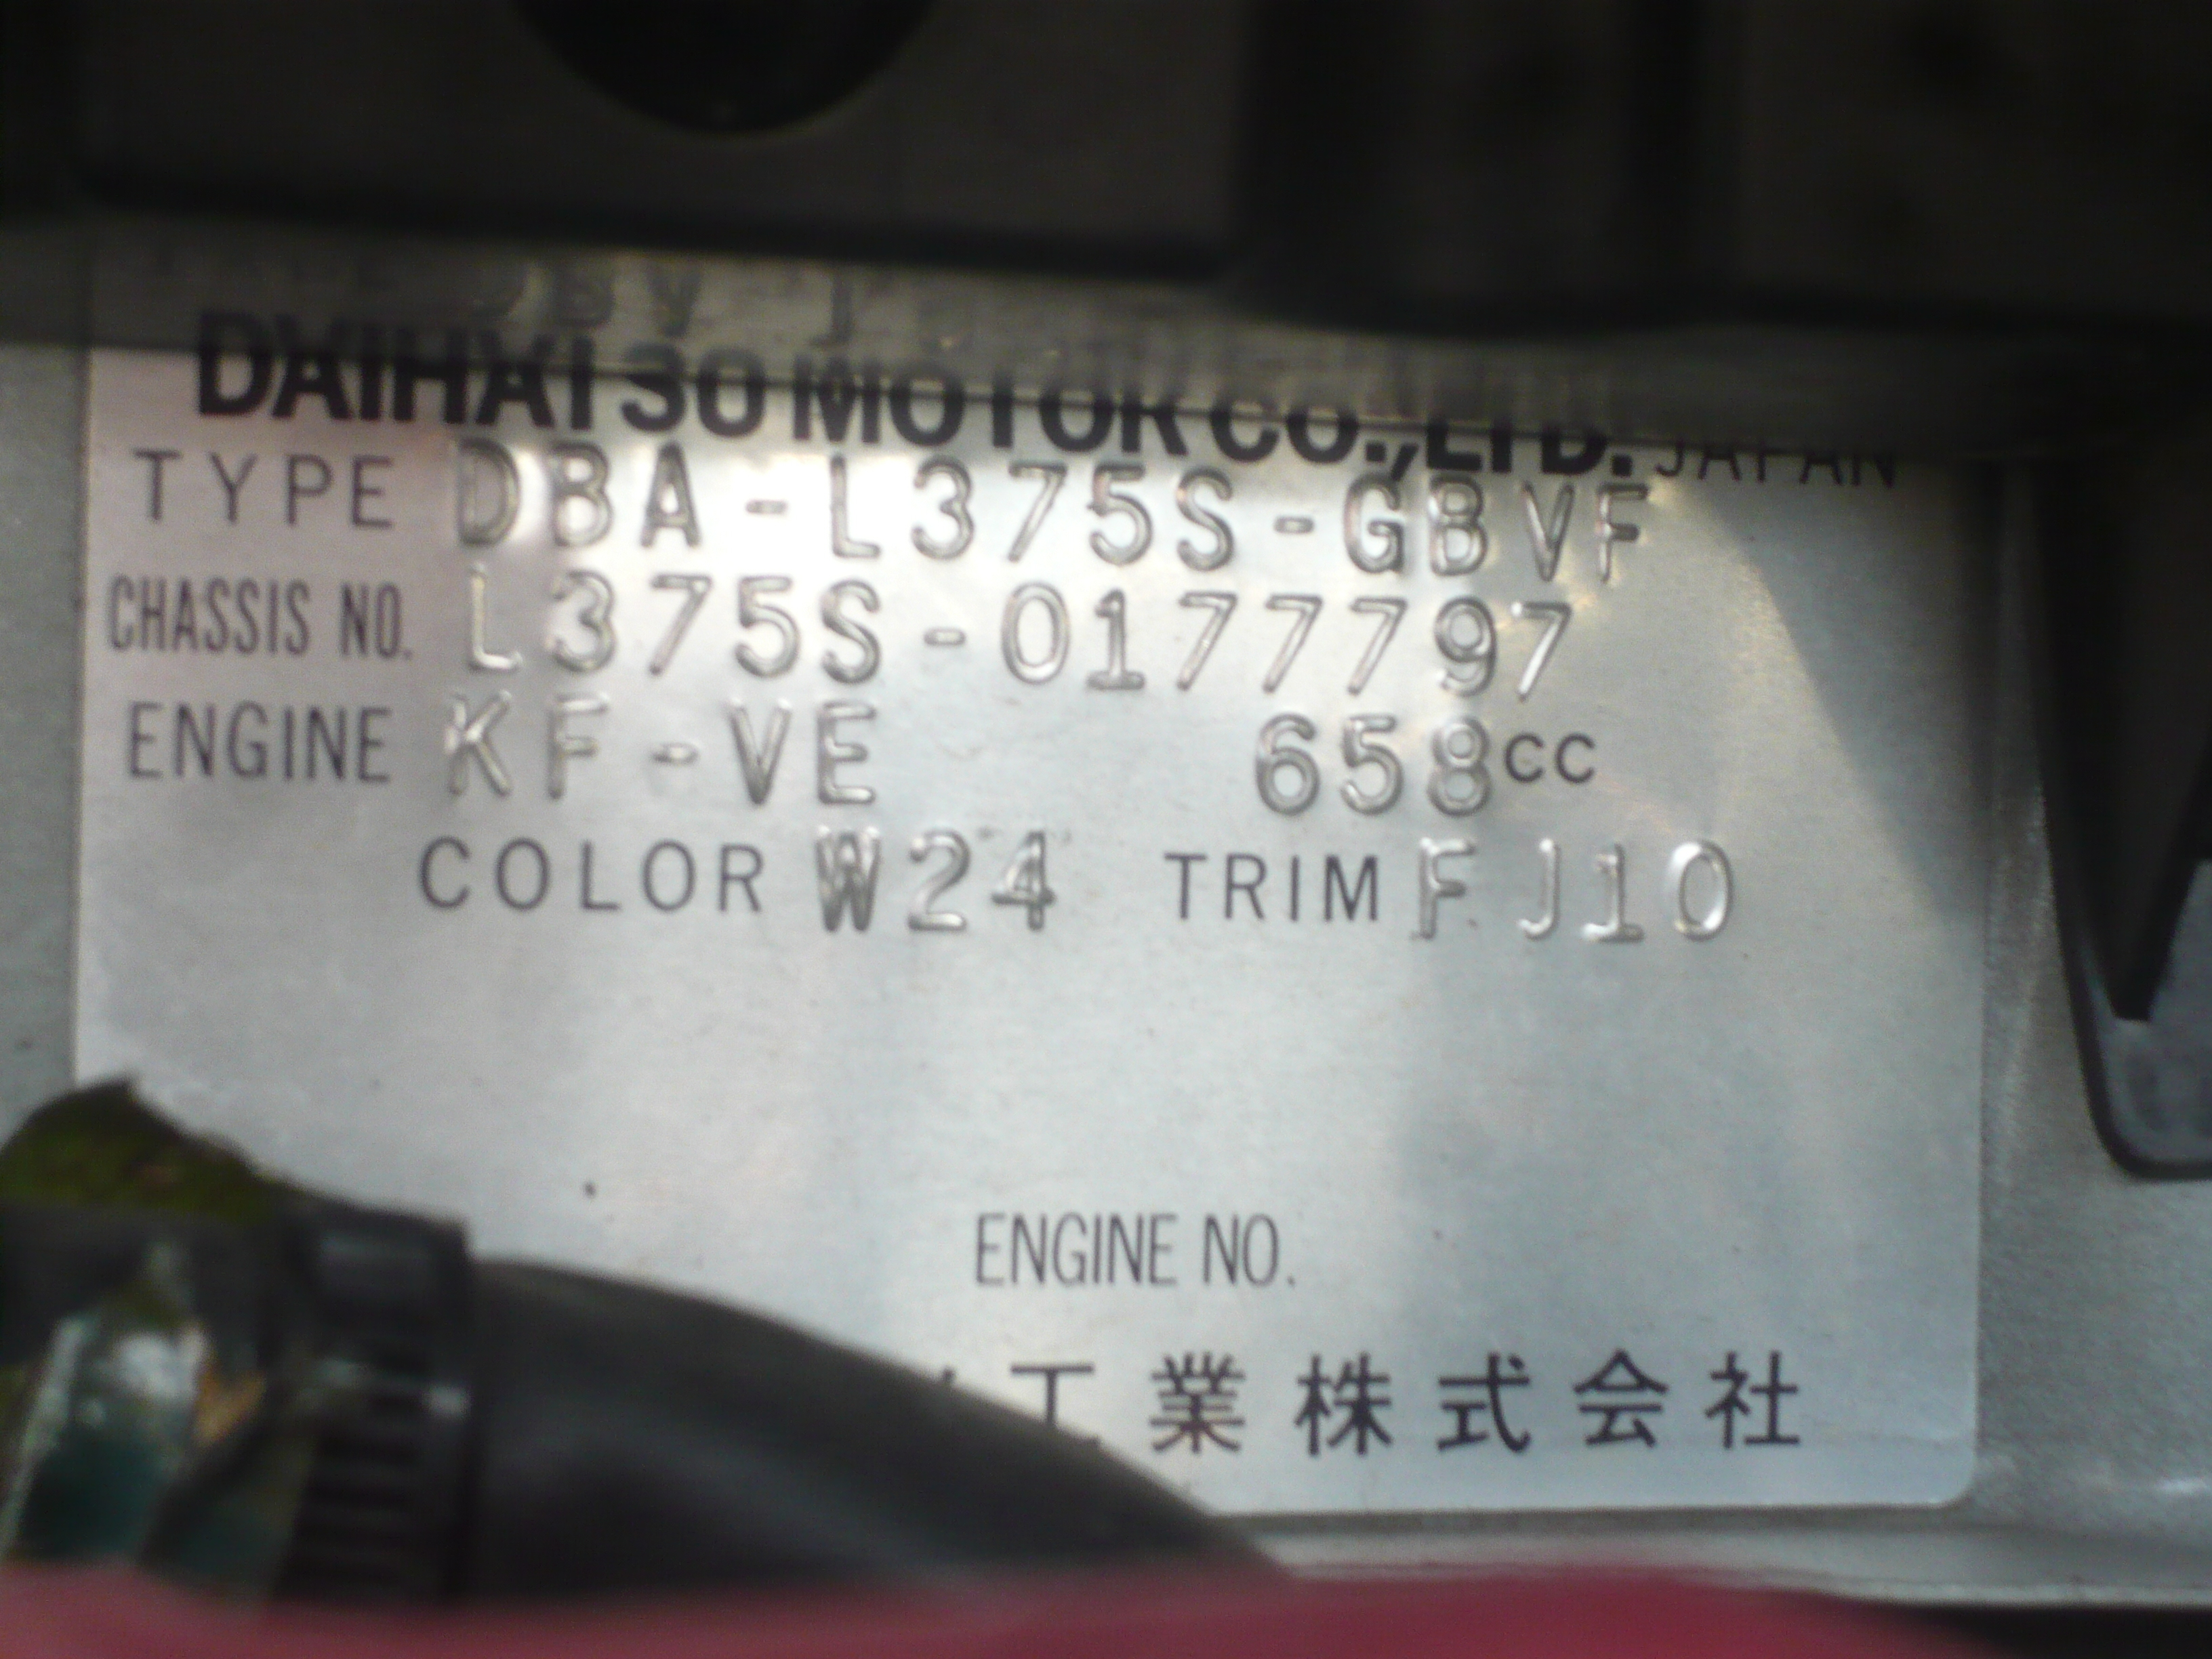 DAIHATSU MOTOR CO.,LTD. JAPAN
TYPE DBA-L375S-GBVF
CHASSIS NO. L375S-0177797
ENGINE KF-VE 658cc
COLOR W24 TRIM FJ10
ENGINE NO.
工業株式会社